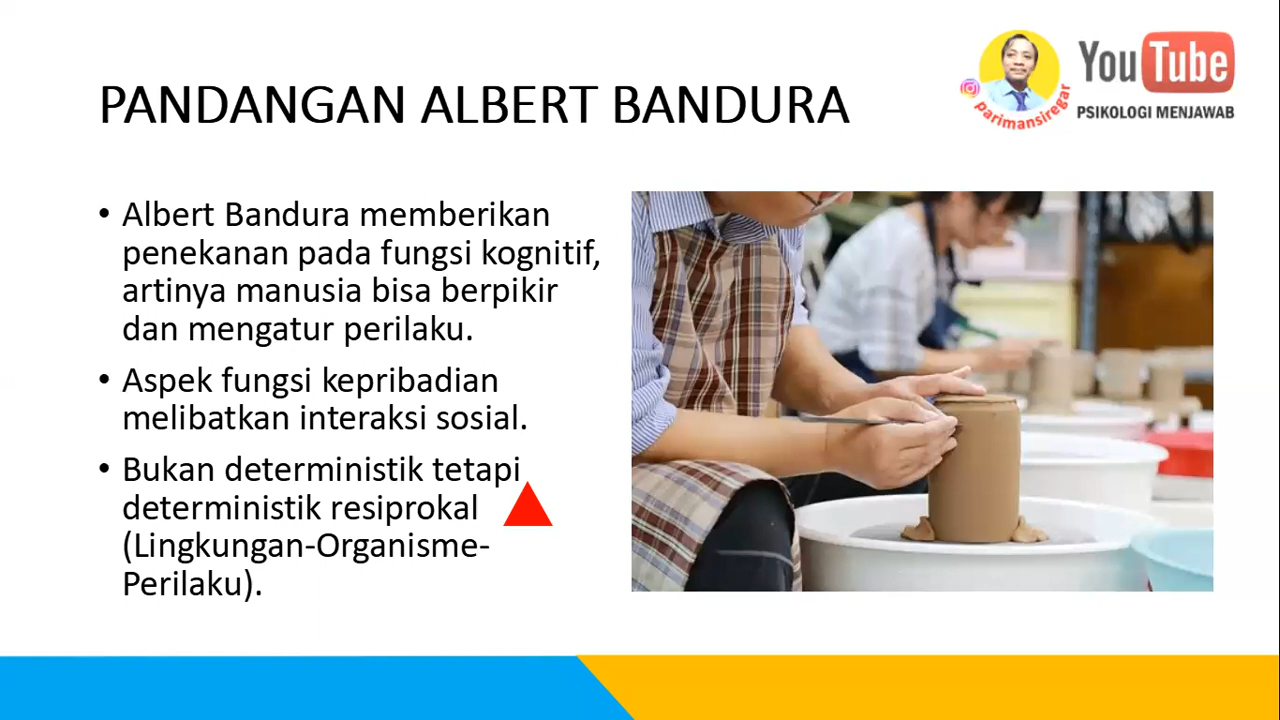 PANDANGAN ALBERT BANDURA
parimansiregar
YouTube
PSIKOLOGI MENJAWAB
• Albert Bandura memberikan
penekanan pada fungsi kognitif,
artinya manusia bisa berpikir
dan mengatur perilaku.
• Aspek fungsi kepribadian
melibatkan interaksi sosial.
• Bukan deterministik tetapi
deterministik resiprokal
(Lingkungan-Organisme-
Perilaku).